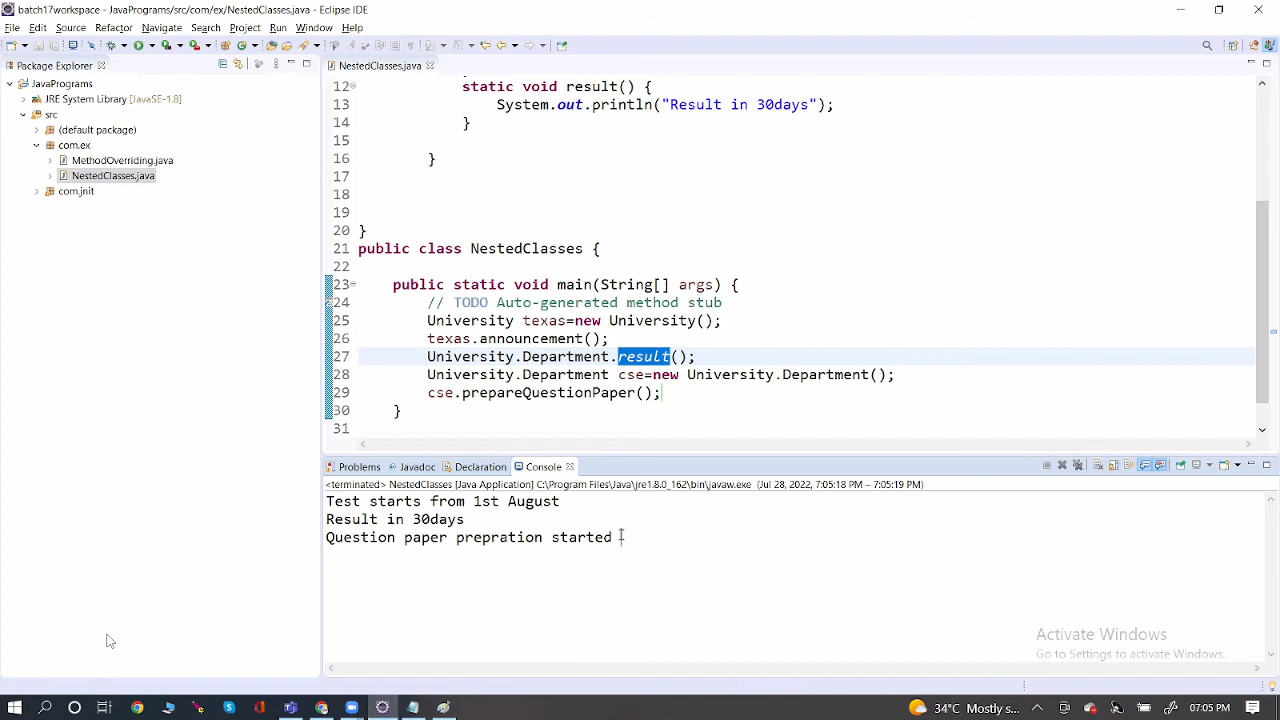 batch17workspace - JavaPrograms/src/com/ex/NestedClasses.java - Eclipse IDE
File Edit Source Refactor Navigate Search Project Run Window Help
Package Explorer
NestedClasses.java
JavaPrograms
JRE System Library [JavaSE-1.8]
src
(default package)
com.ex
MethodOverriding.java
NestedClasses.java
com.jnit
12 static void result() {
13 System.out.println("Result in 30days");
14 }
15
16 }
17
18
19
20 }
21 public class NestedClasses {
22
23 public static void main(String[] args) {
24 // TODO Auto-generated method stub
25 University texas=new University();
26 texas.announcement();
27 University.Department.result();
28 University.Department cse=new University.Department();
29 cse.prepareQuestionPaper();
30 }
31
Problems Javadoc Declaration Console
<terminated> NestedClasses [Java Application] C:\Program Files\Java\jre1.8.0_162\bin\javaw.exe (Jul 28, 2022, 7:05:18 PM – 7:05:19 PM)
Test starts from 1st August
Result in 30days
Question paper prepration started
Activate Windows
Go to Settings to activate Windows.
34°C Mostly s... 07:05 PM